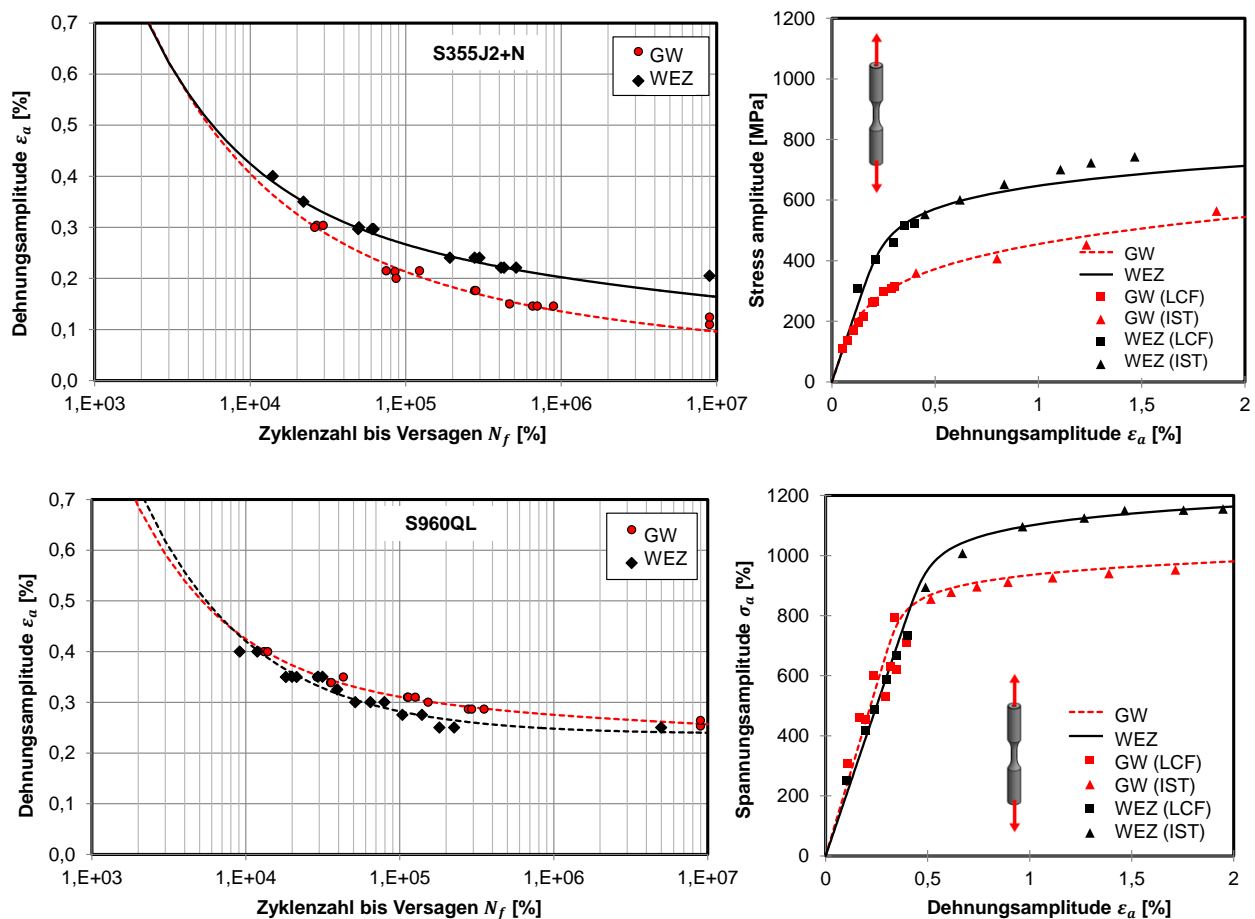 0,7
0,6
0,5
0,4
0,3
0,2
0,1
0,0
Dehnungsamplitude εₐ [%]
S355J2+N
GW
WEZ
1,E+03 1,E+04 1,E+05 1,E+06 1,E+07
Zyklenzahl bis Versagen N_f [%]
1200
1000
800
600
400
200
0
Stress amplitude [MPa]
GW
WEZ
GW (LCF)
GW (IST)
WEZ (LCF)
WEZ (IST)
0 0,5 1 1,5 2
Dehnungsamplitude εₐ [%]
0,7
0,6
0,5
0,4
0,3
0,2
0,1
0,0
Dehnungsamplitude εₐ [%]
S960QL
GW
WEZ
1,E+03 1,E+04 1,E+05 1,E+06 1,E+07
Zyklenzahl bis Versagen N_f [%]
1200
1000
800
600
400
200
0
Spannungsamplitude σₐ [%]
GW
WEZ
GW (LCF)
GW (IST)
WEZ (LCF)
WEZ (IST)
0 0,5 1 1,5 2
Dehnungsamplitude εₐ [%]